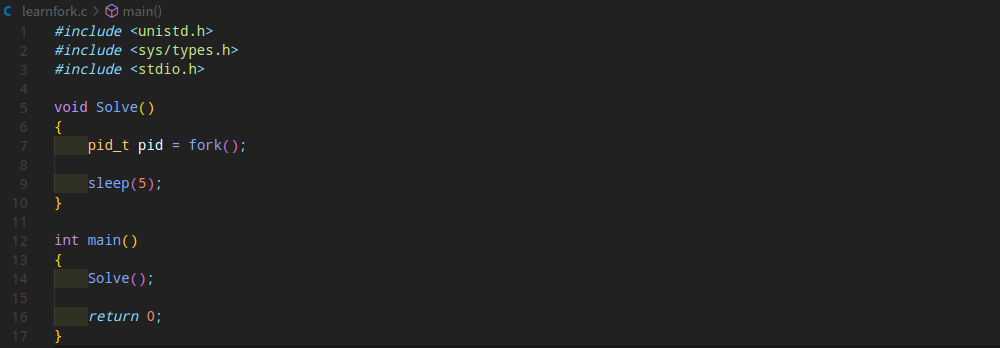 learnfork.c > main()
1 #include <unistd.h>
2 #include <sys/types.h>
3 #include <stdio.h>
4
5 void Solve()
6 {
7     pid_t pid = fork();
8
9     sleep(5);
10 }
11
12 int main()
13 {
14     Solve();
15
16     return 0;
17 }